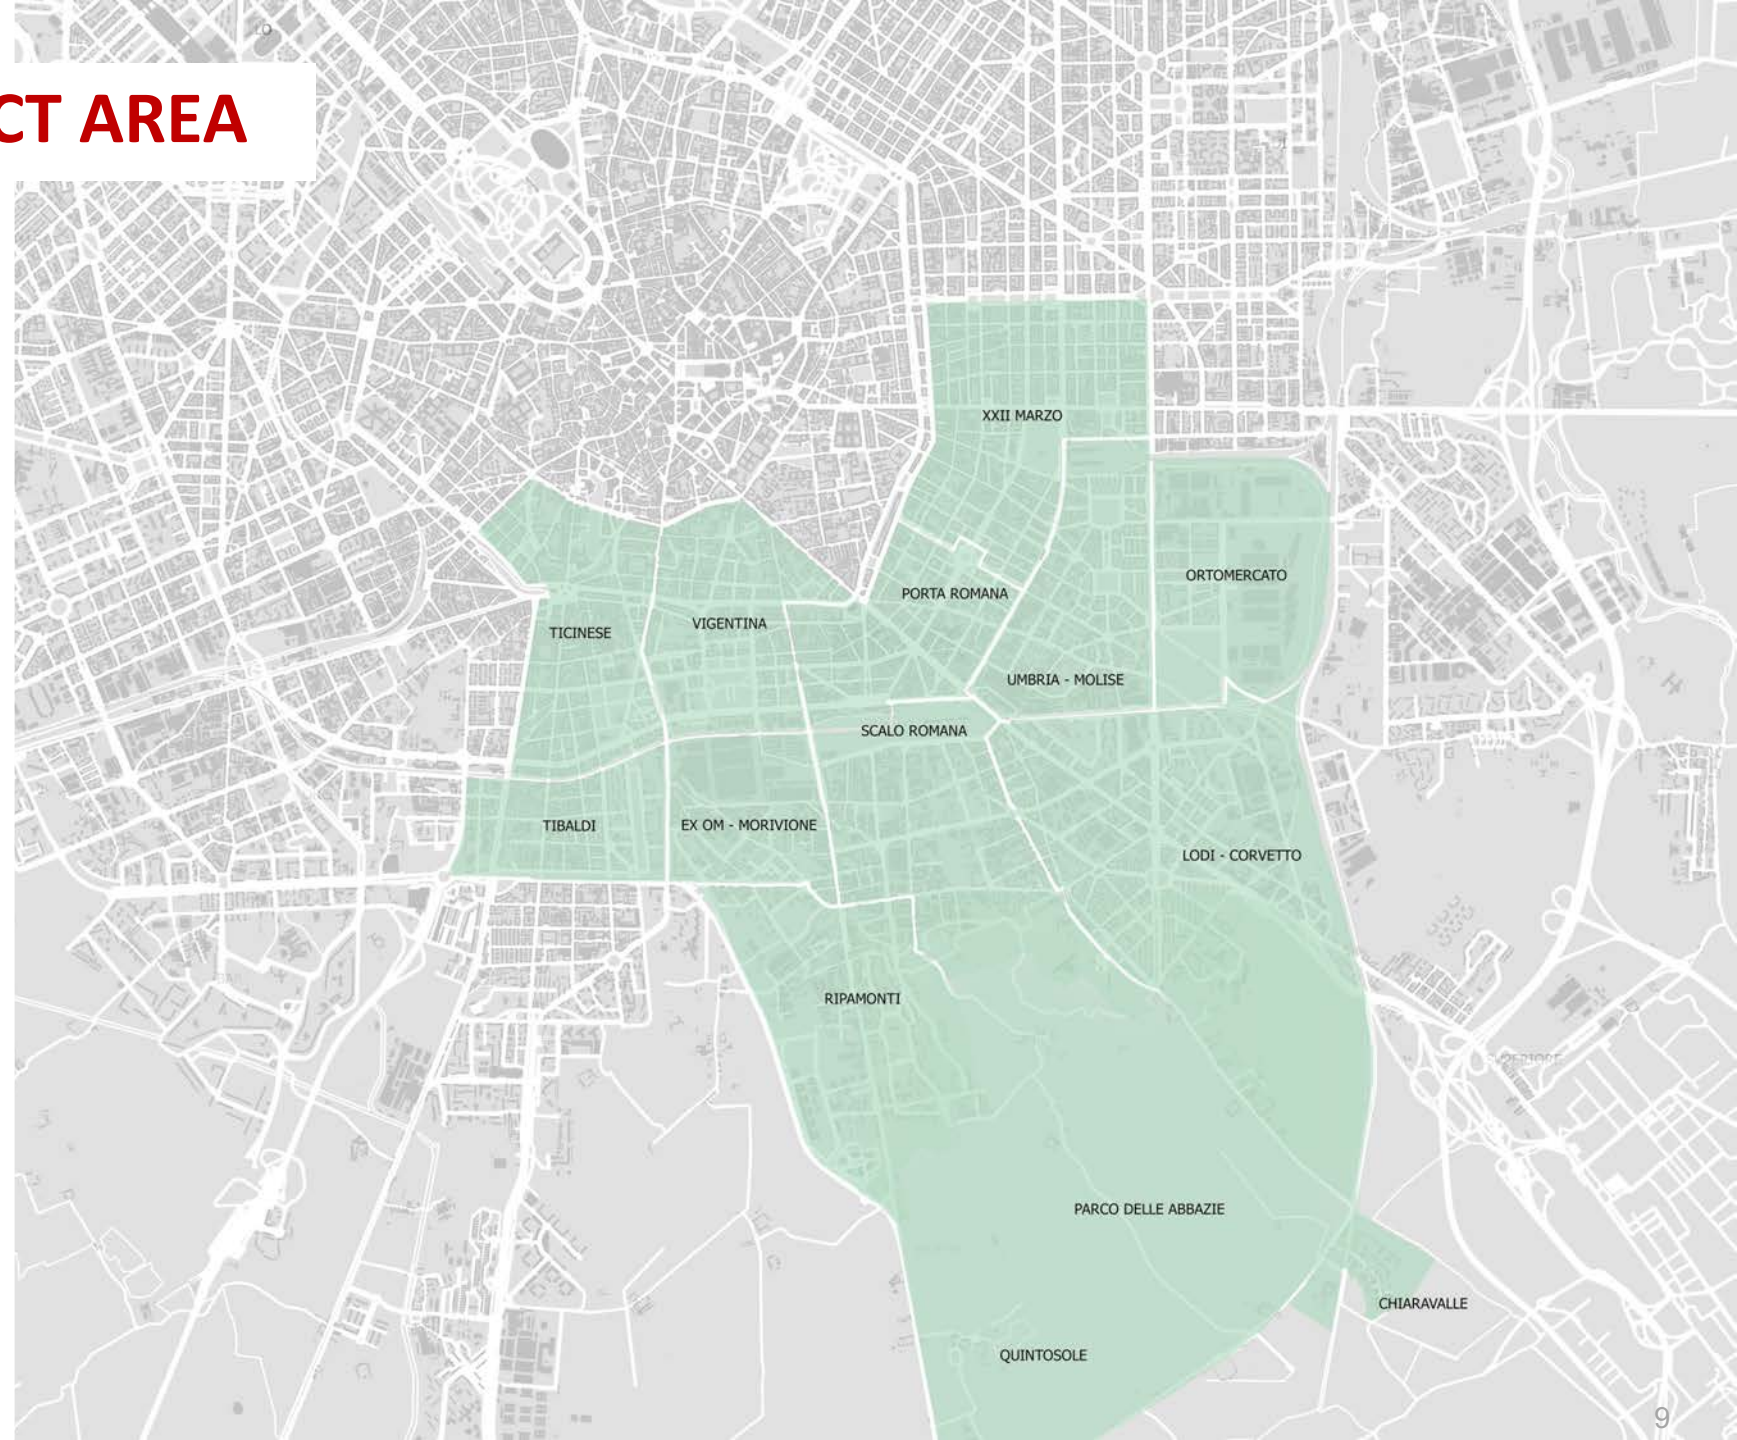 CT AREA
XXII MARZO
ORTOMERCATO
PORTA ROMANA
VIGENTINA
TICINESE
UMBRIA - MOLISE
SCALO ROMANA
TIBALDI
EX OM - MORIVIONE
LODI - CORVETTO
RIPAMONTI
PARCO DELLE ABBAZIE
CHIARAVALLE
QUINTOSOLE
9